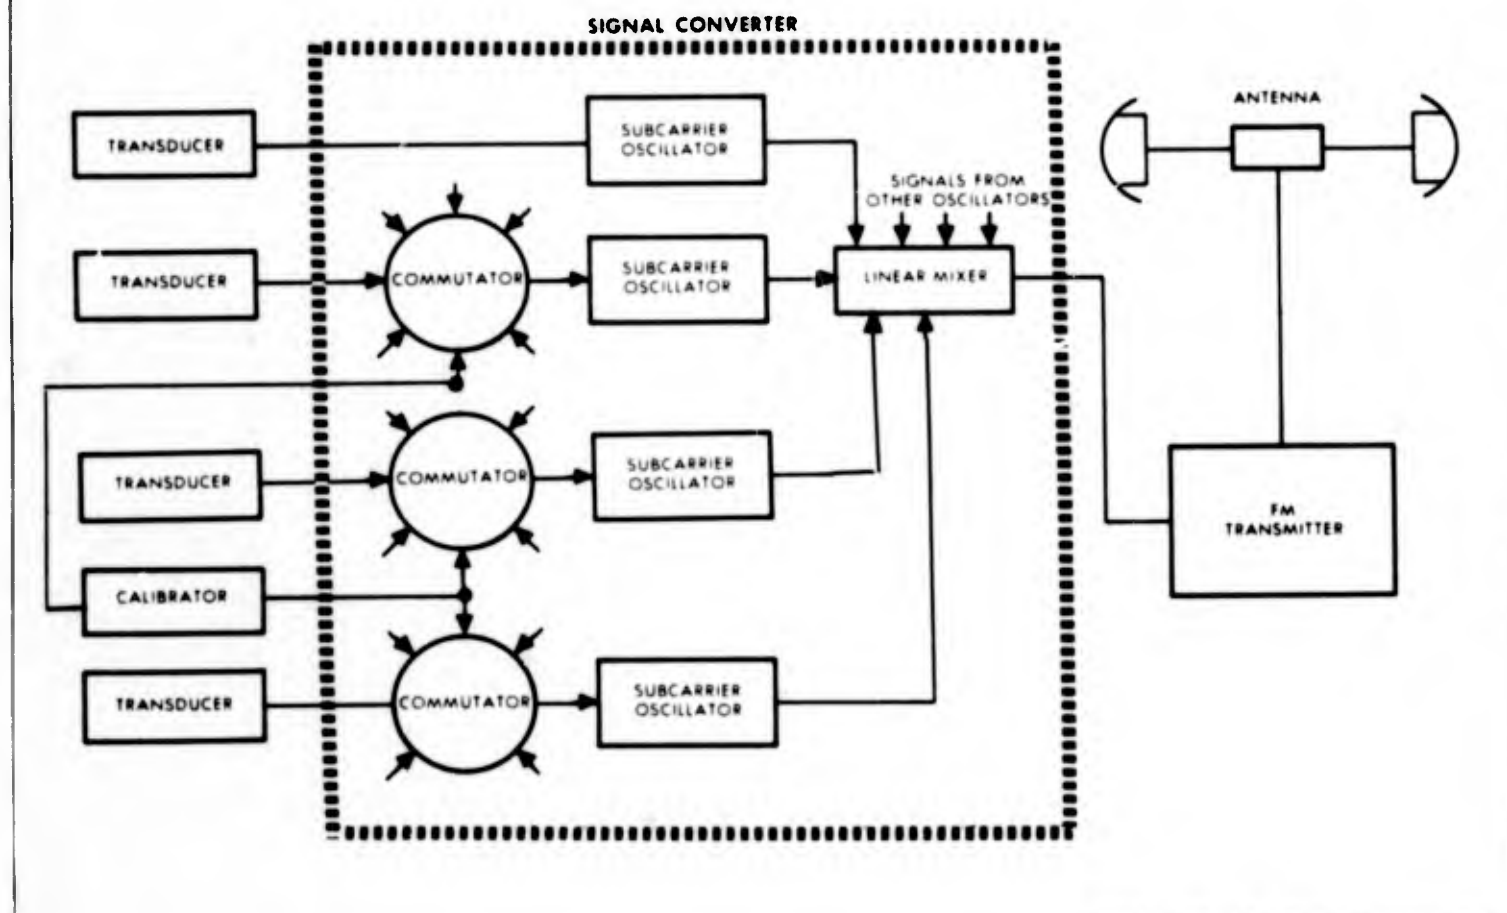 SIGNAL CONVERTER
ANTENNA
TRANSDUCER
SUBCARRIER
OSCILLATOR
SIGNALS FROM
OTHER OSCILLATORS
TRANSDUCER
COMMUTATOR
SUBCARRIER
OSCILLATOR
LINEAR MIXER
TRANSDUCER
COMMUTATOR
SUBCARRIER
OSCILLATOR
FM
TRANSMITTER
CALIBRATOR
TRANSDUCER
COMMUTATOR
SUBCARRIER
OSCILLATOR